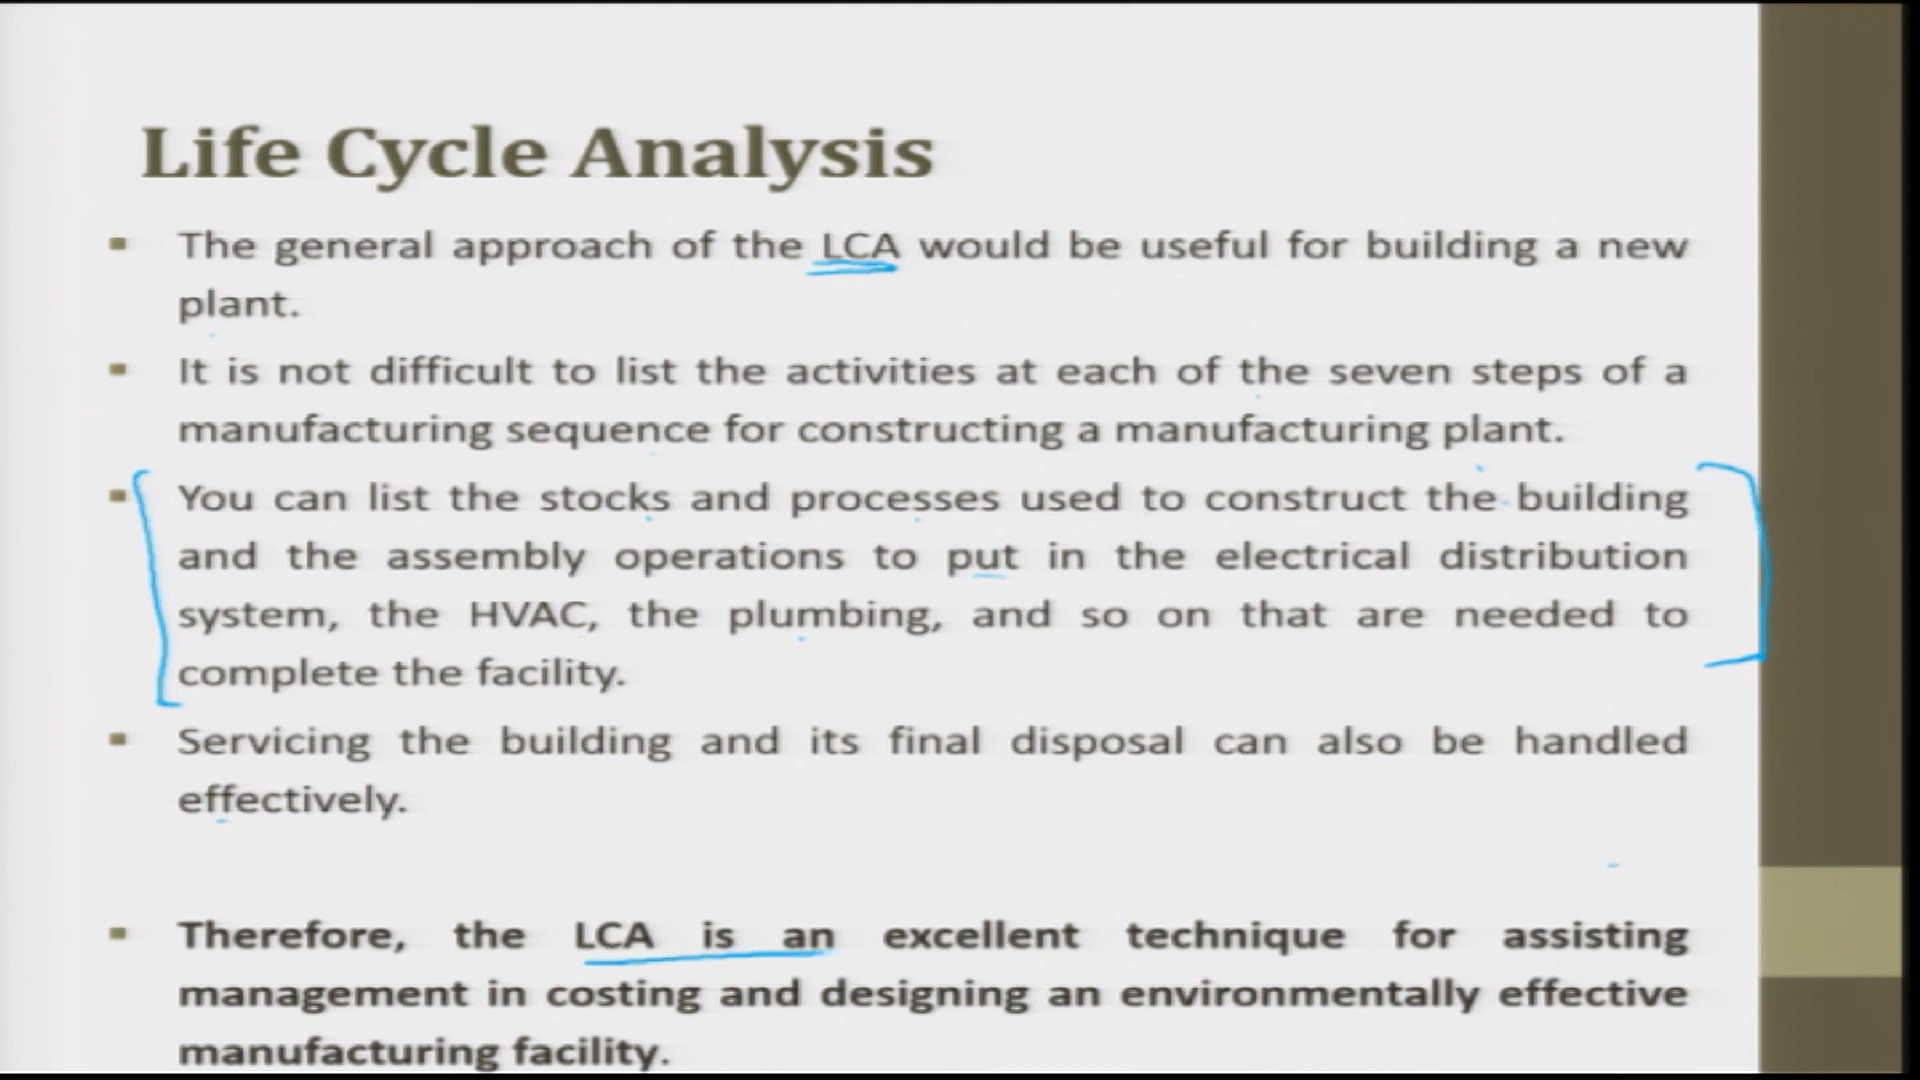 Life Cycle Analysis
The general approach of the LCA would be useful for building a new
plant.
It is not difficult to list the activities at each of the seven steps of a
manufacturing sequence for constructing a manufacturing plant.
You can list the stocks and processes used to construct the building
and the assembly operations to put in the electrical distribution
system, the HVAC, the plumbing, and so on that are needed to
complete the facility.
Servicing the building and its final disposal can also be handled
effectively.
Therefore, the LCA is an excellent technique for assisting
management in costing and designing an environmentally effective
manufacturing facility.